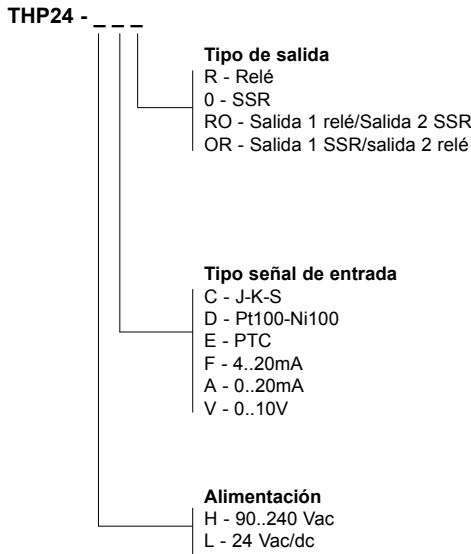 THP24 - _ _ _
Tipo de salida
R - Relé
0 - SSR
RO - Salida 1 relé/Salida 2 SSR
OR - Salida 1 SSR/salida 2 relé
Tipo señal de entrada
C - J-K-S
D - Pt100-Ni100
E - PTC
F - 4..20mA
A - 0..20mA
V - 0..10V
Alimentación
H - 90..240 Vac
L - 24 Vac/dc